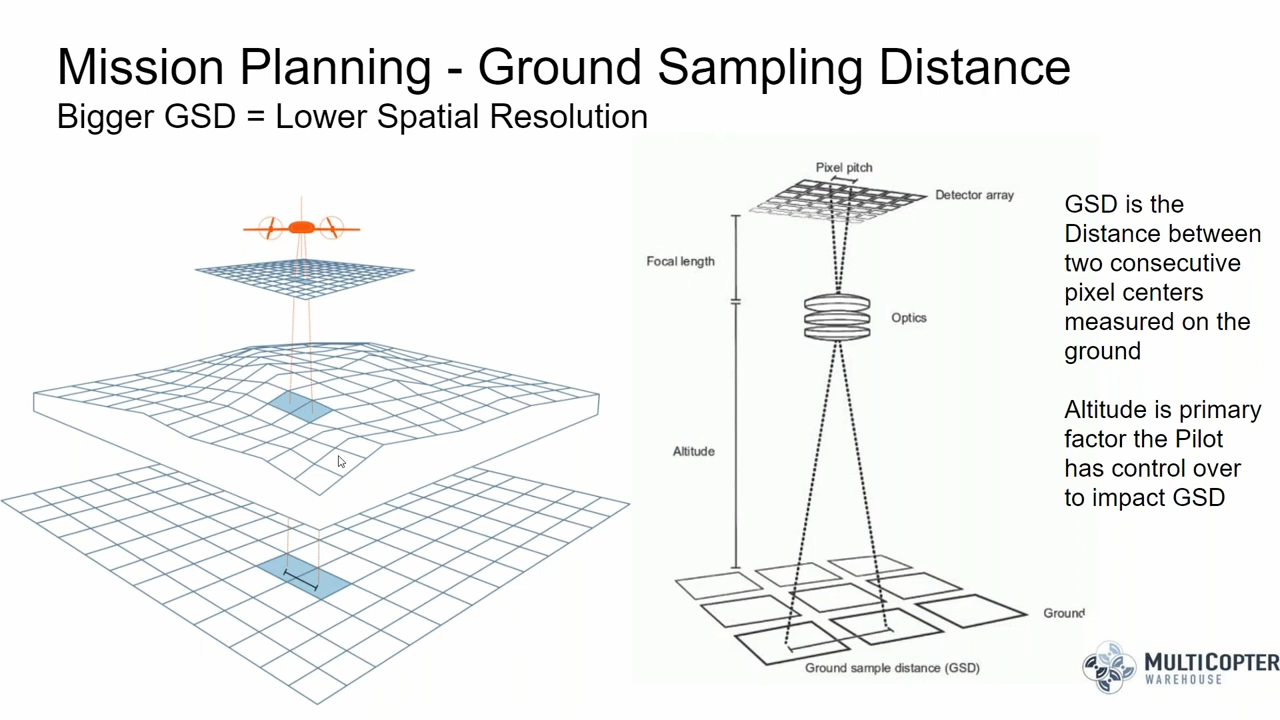 Mission Planning - Ground Sampling Distance
Bigger GSD = Lower Spatial Resolution
Pixel pitch
Detector array
Focal length
Optics
Altitude
Ground
Ground sample distance (GSD)
GSD is the
Distance between
two consecutive
pixel centers
measured on the
ground
Altitude is primary
factor the Pilot
has control over
to impact GSD
MULTICOPTER
WAREHOUSE